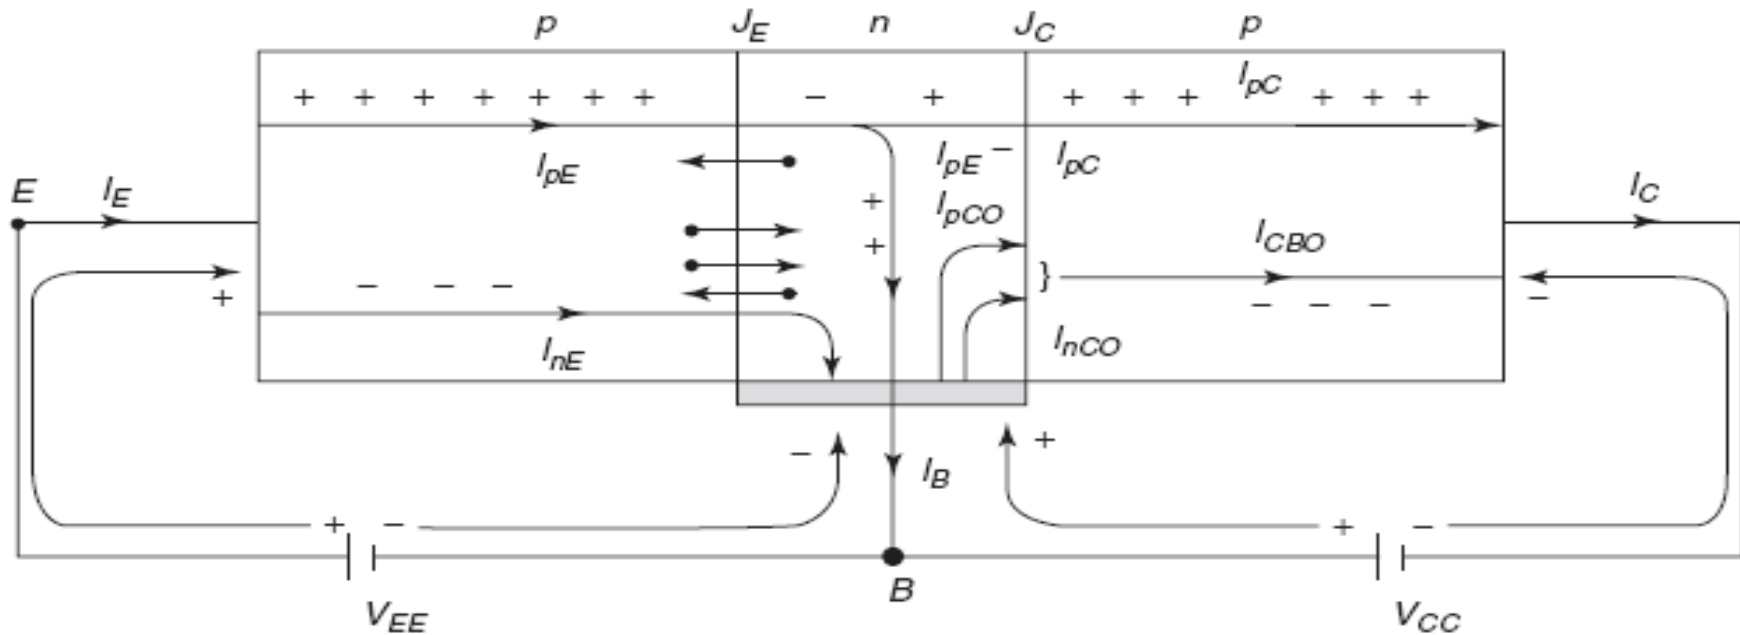 p J_E n J_C p
+ + + + + + + − + + + + I_pC + + +
I_pE I_pE − I_pC
E I_E + I_pCO I_C
+ I_CBO
− − − } −
+ − − −
I_nE I_nCO
− +
I_B
+ − + −
B
V_EE V_CC